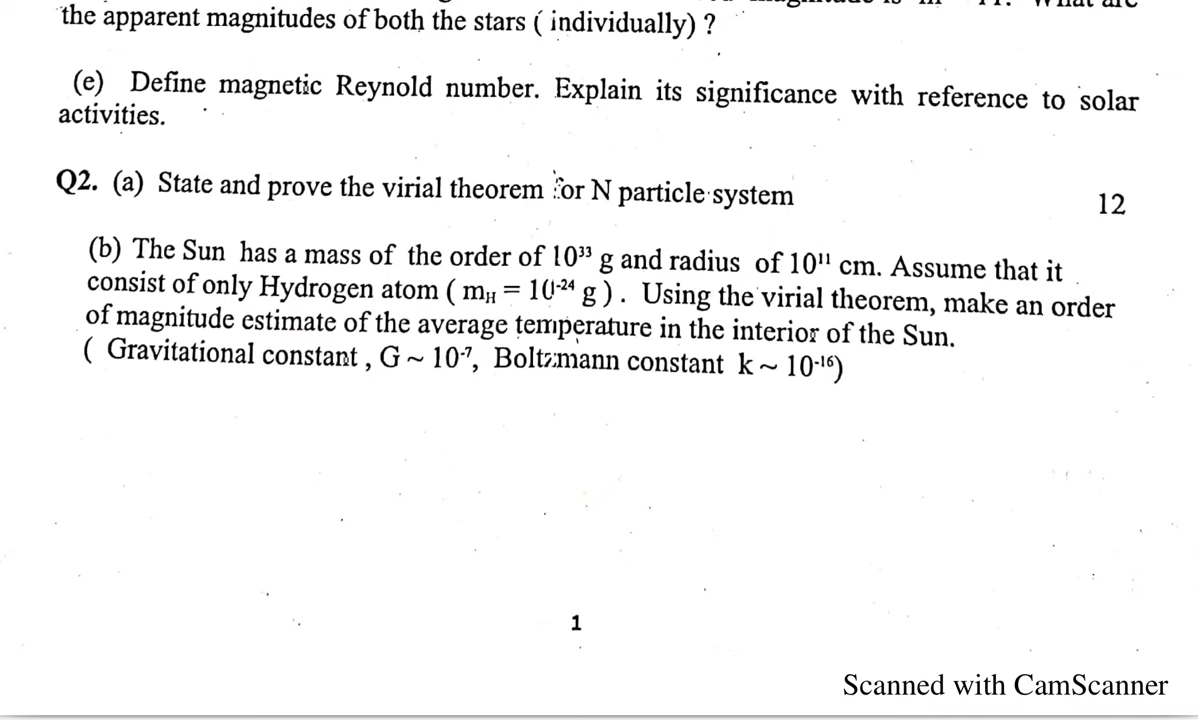 the apparent magnitudes of both the stars ( individually) ?
(e) Define magnetic Reynold number. Explain its significance with reference to solar
activities.
Q2. (a) State and prove the virial theorem for N particle system 12
(b) The Sun has a mass of the order of 10³³ g and radius of 10¹¹ cm. Assume that it
consist of only Hydrogen atom ( mH = 10⁻²⁴ g ) . Using the virial theorem, make an order
of magnitude estimate of the average temperature in the interior of the Sun.
( Gravitational constant , G ~ 10⁻⁷, Boltzmann constant k ~ 10⁻¹⁶)
1
Scanned with CamScanner